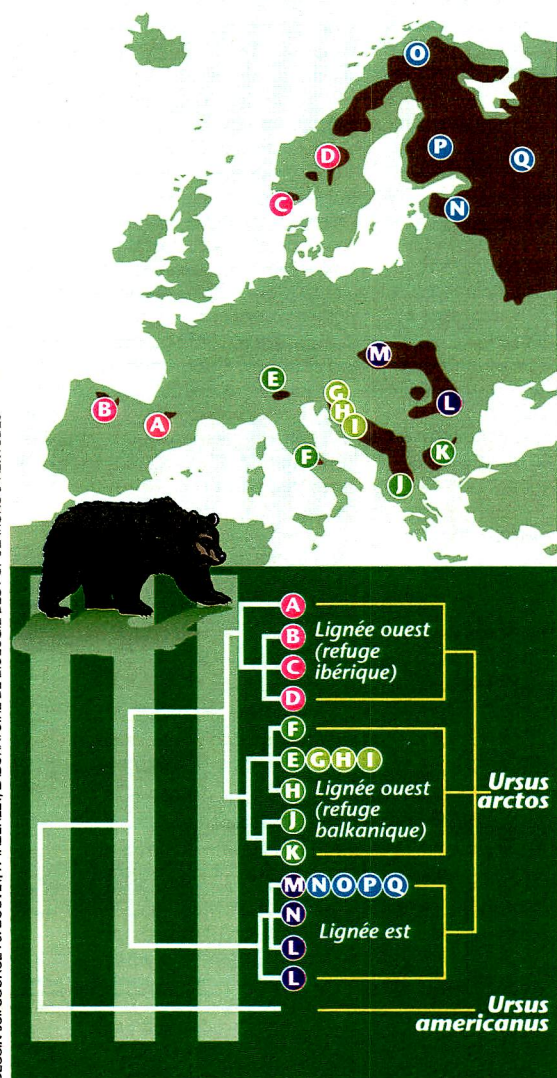 O
P
Q
D
C
N
M
E
G
L
B
H
A
I
F
K
J
A
B
Lignée ouest
(refuge
C
ibérique)
D
F
E G H I
Ursus
arctos
H
Lignée ouest
(refuge
J
balkanique)
K
M N O P Q
N
Lignée est
L
L
Ursus
americanus